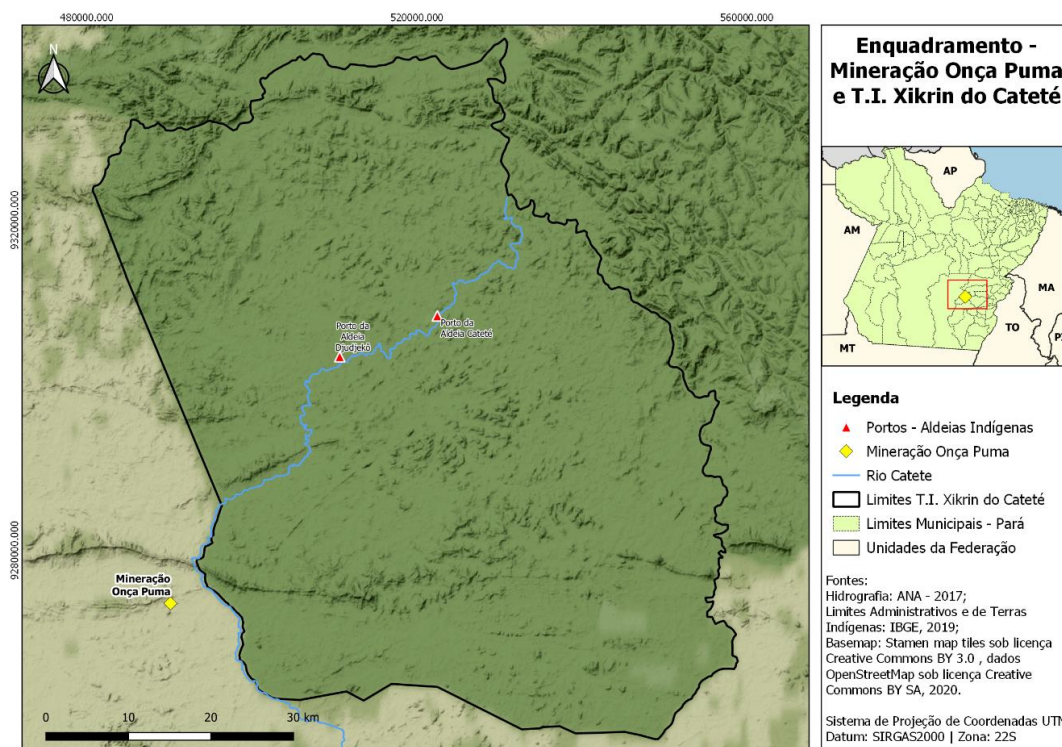 480000.000
520000.000
560000.000
9320000.000
9280000.000
N
Porto da
Aldeia
Djudjekô
Porto da
Aldeia Cateté
Mineração
Onça Puma
0 10 20 30 km
Enquadramento -
Mineração Onça Puma
e T.I. Xikrin do Cateté
AP
AM
MA
TO
MT
Legenda
Portos - Aldeias Indígenas
Mineração Onça Puma
Rio Catete
Limites T.I. Xikrin do Cateté
Limites Municipais - Pará
Unidades da Federação
Fontes:
Hidrografia: ANA - 2017;
Limites Administrativos e de Terras
Indígenas: IBGE, 2019;
Basemap: Stamen map tiles sob licença
Creative Commons BY 3.0 , dados
OpenStreetMap sob licença Creative
Commons BY SA, 2020.
Sistema de Projeção de Coordenadas UTM
Datum: SIRGAS2000 | Zona: 22S